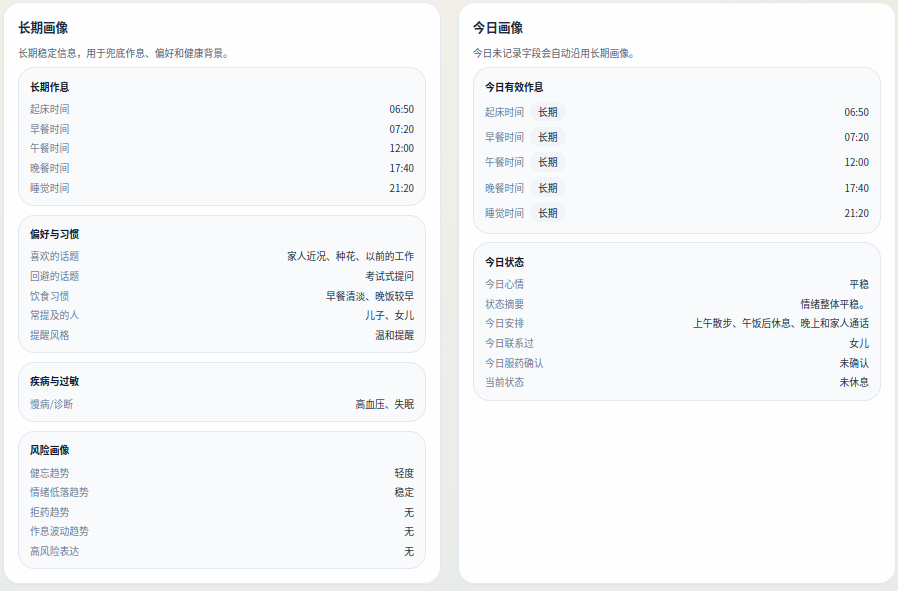 长期画像
长期稳定信息，用于兜底作息、偏好和健康背景。
长期作息
起床时间 06:50
早餐时间 07:20
午餐时间 12:00
晚餐时间 17:40
睡觉时间 21:20
偏好与习惯
喜欢的话题 家人近况、种花、以前的工作
回避的话题 考试式提问
饮食习惯 早餐清淡、晚饭较早
常提及的人 儿子、女儿
提醒风格 温和提醒
疾病与过敏
慢病/诊断 高血压、失眠
风险画像
健忘趋势 轻度
情绪低落趋势 稳定
拒药趋势 无
作息波动趋势 无
高风险表达 无
今日画像
今日未记录字段会自动沿用长期画像。
今日有效作息
起床时间 长期 06:50
早餐时间 长期 07:20
午餐时间 长期 12:00
晚餐时间 长期 17:40
睡觉时间 长期 21:20
今日状态
今日心情 平稳
状态摘要 情绪整体平稳。
今日安排 上午散步、午饭后休息、晚上和家人通话
今日联系过 女儿
今日服药确认 未确认
当前状态 未休息